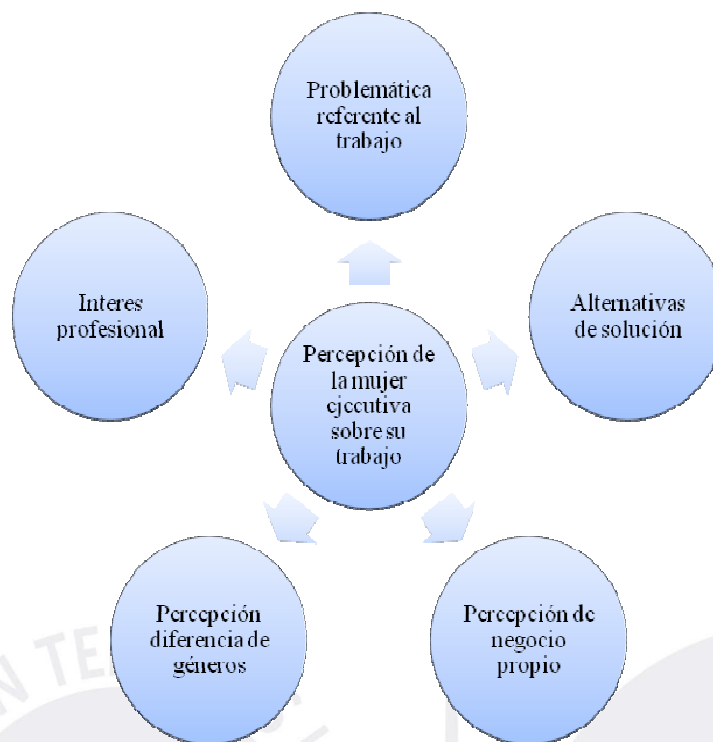 Problemática
referente al
trabajo
Interes
profesional
Alternativas
de solución
Percepción de
la mujer
ejecutiva
sobre su
trabajo
Percepción
diferencia de
géneros
Percepción de
negocio
propio